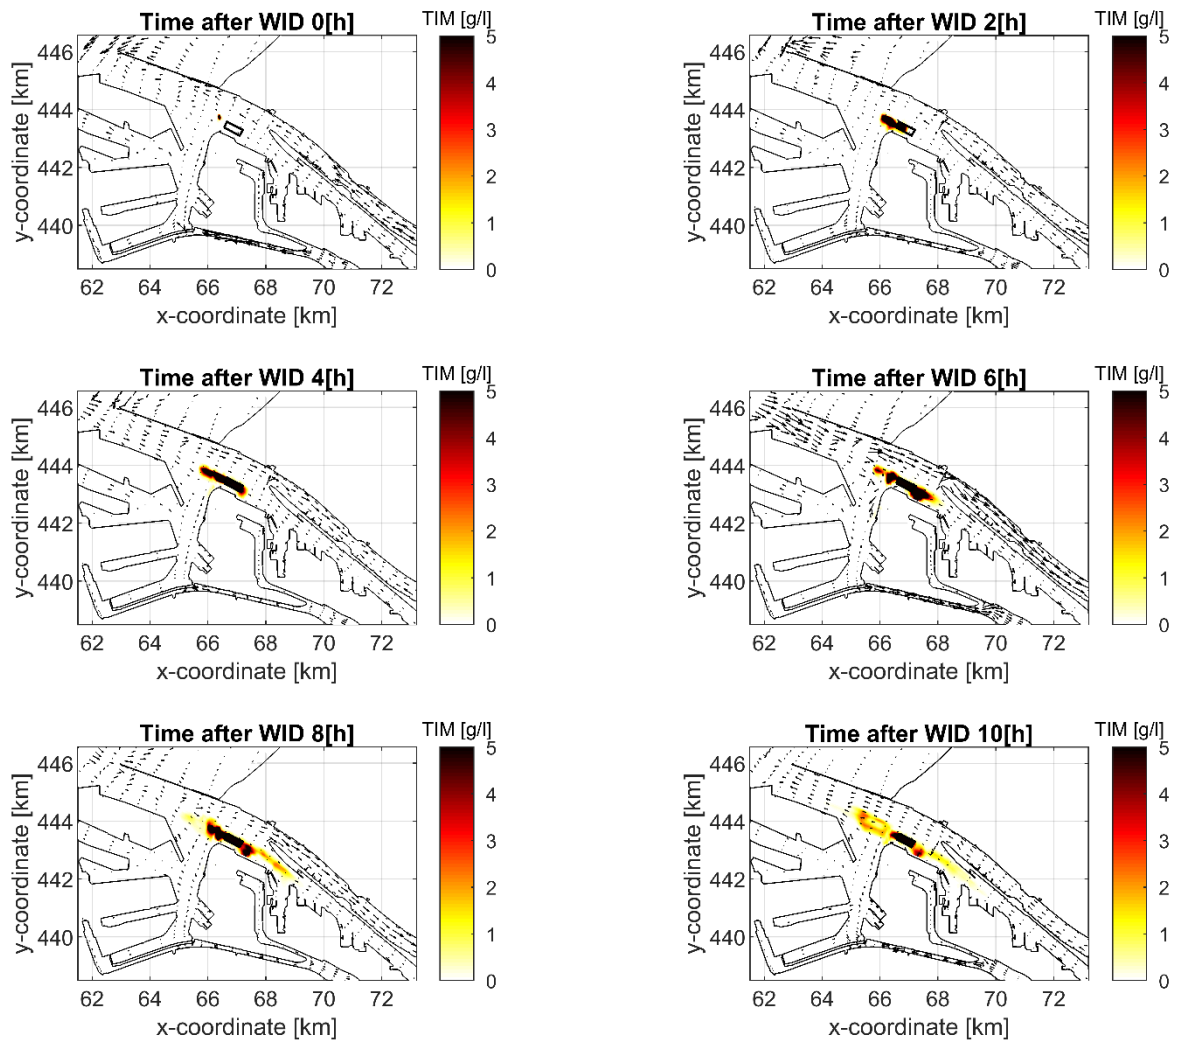 Time after WID 0[h]
TIM [g/l]
446
444
442
440
y-coordinate [km]
62 64 66 68 70 72
x-coordinate [km]
5
4
3
2
1
0
Time after WID 2[h]
TIM [g/l]
446
444
442
440
y-coordinate [km]
62 64 66 68 70 72
x-coordinate [km]
5
4
3
2
1
0
Time after WID 4[h]
TIM [g/l]
446
444
442
440
y-coordinate [km]
62 64 66 68 70 72
x-coordinate [km]
5
4
3
2
1
0
Time after WID 6[h]
TIM [g/l]
446
444
442
440
y-coordinate [km]
62 64 66 68 70 72
x-coordinate [km]
5
4
3
2
1
0
Time after WID 8[h]
TIM [g/l]
446
444
442
440
y-coordinate [km]
62 64 66 68 70 72
x-coordinate [km]
5
4
3
2
1
0
Time after WID 10[h]
TIM [g/l]
446
444
442
440
y-coordinate [km]
62 64 66 68 70 72
x-coordinate [km]
5
4
3
2
1
0